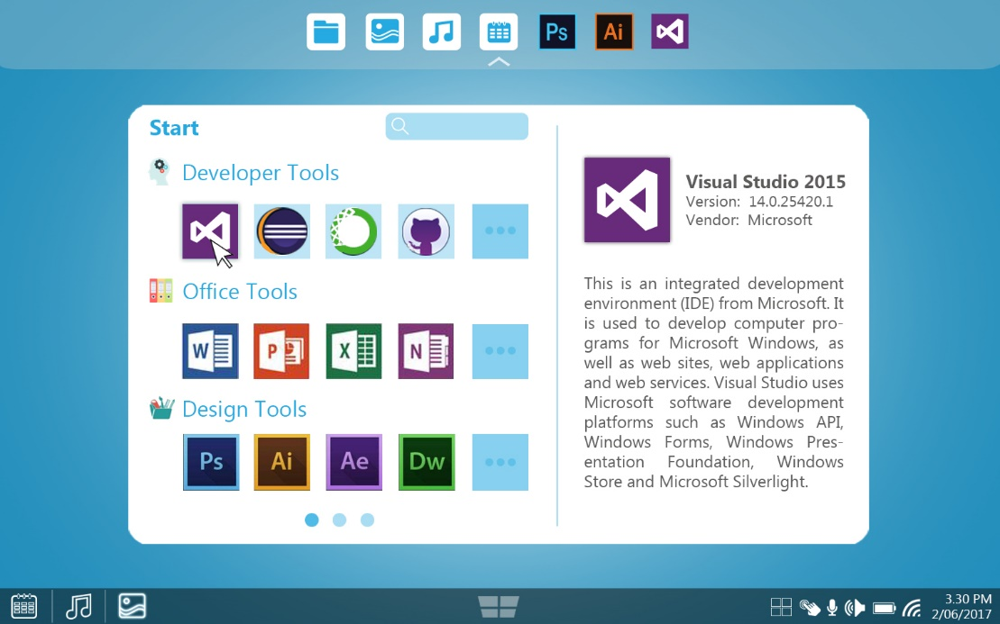 Ps Ai
Start
Developer Tools
Office Tools
W P X N
Design Tools
Ps Ai Ae Dw
Visual Studio 2015
Version: 14.0.25420.1
Vendor: Microsoft
This is an integrated development
environment (IDE) from Microsoft. It
is used to develop computer pro-
grams for Microsoft Windows, as
well as web sites, web applications
and web services. Visual Studio uses
Microsoft software development
platforms such as Windows API,
Windows Forms, Windows Pres-
entation Foundation, Windows
Store and Microsoft Silverlight.
3.30 PM
2/06/2017